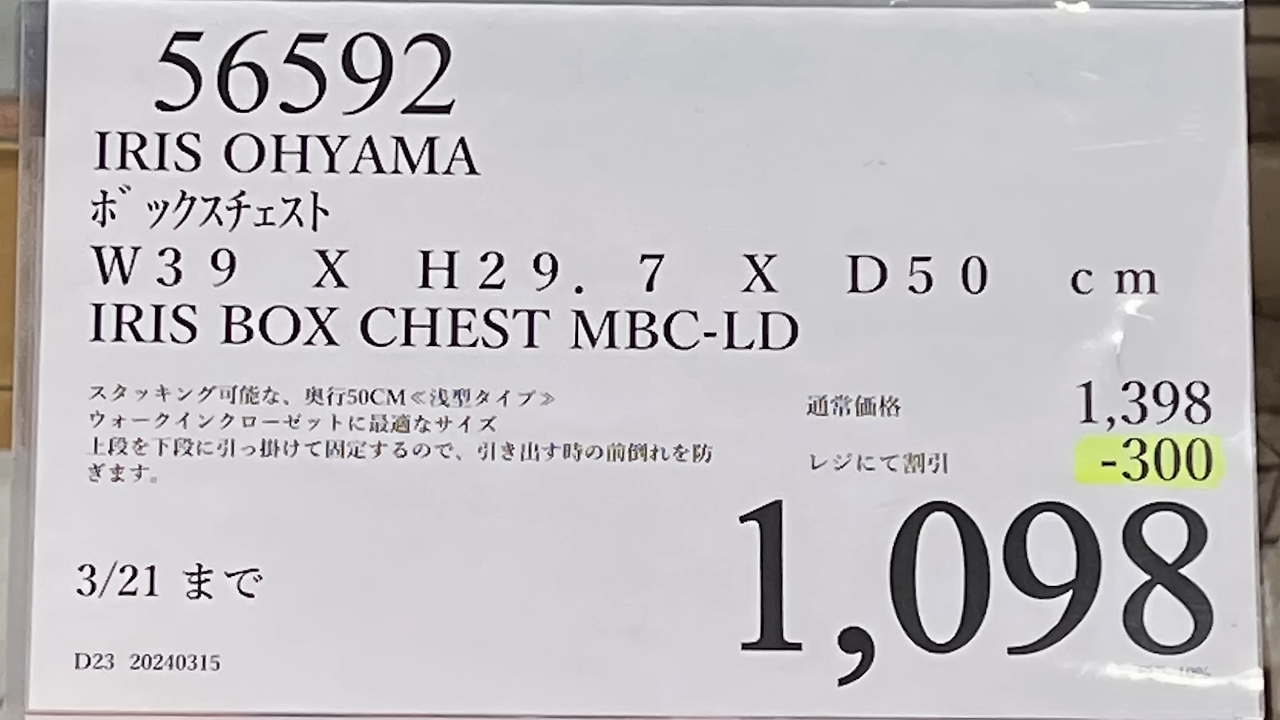 56592
IRIS OHYAMA
ボックスチェスト
W39 X H29.7 X D50 cm
IRIS BOX CHEST MBC-LD
スタッキング可能な、奥行50CM≪浅型タイプ≫
ウォークインクローゼットに最適なサイズ
上段を下段に引っ掛けて固定するので、引き出す時の前倒れを防
ぎます。
通常価格 1,398
レジにて割引 -300
1,098
3/21 まで
D23 20240315
10%